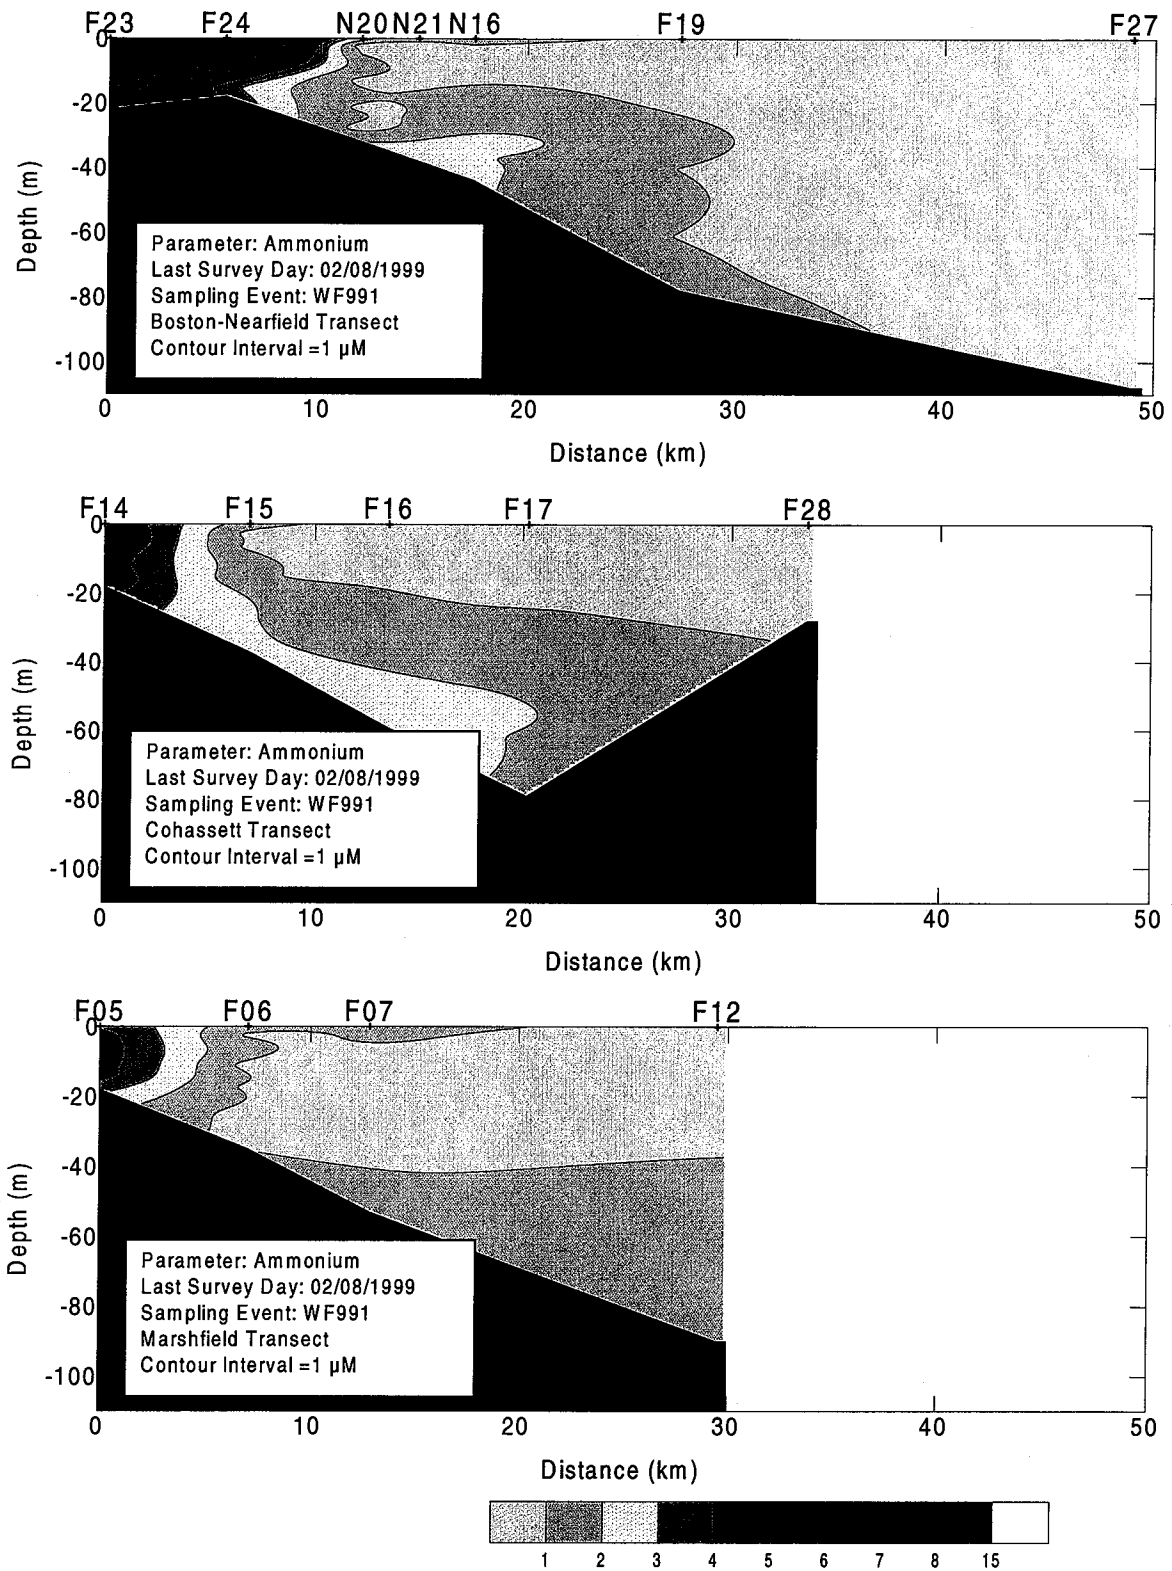 F23 F24 N20 N21 N16 F19 F27
0
-20
-40
-60
-80
-100
Depth (m)
Parameter: Ammonium
Last Survey Day: 02/08/1999
Sampling Event: WF991
Boston-Nearfield Transect
Contour Interval =1 µM
0 10 20 30 40 50
Distance (km)
F14 F15 F16 F17 F28
0
-20
-40
-60
-80
-100
Depth (m)
Parameter: Ammonium
Last Survey Day: 02/08/1999
Sampling Event: WF991
Cohassett Transect
Contour Interval =1 µM
0 10 20 30 40 50
Distance (km)
F05 F06 F07 F12
0
-20
-40
-60
-80
-100
Depth (m)
Parameter: Ammonium
Last Survey Day: 02/08/1999
Sampling Event: WF991
Marshfield Transect
Contour Interval =1 µM
0 10 20 30 40 50
Distance (km)
1 2 3 4 5 6 7 8 15